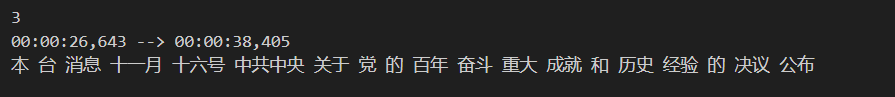 3
00:00:26,643 --> 00:00:38,405
本 台 消息 十一月 十六号 中共中央 关于 党 的 百年 奋斗 重大 成就 和 历史 经验 的 决议 公布